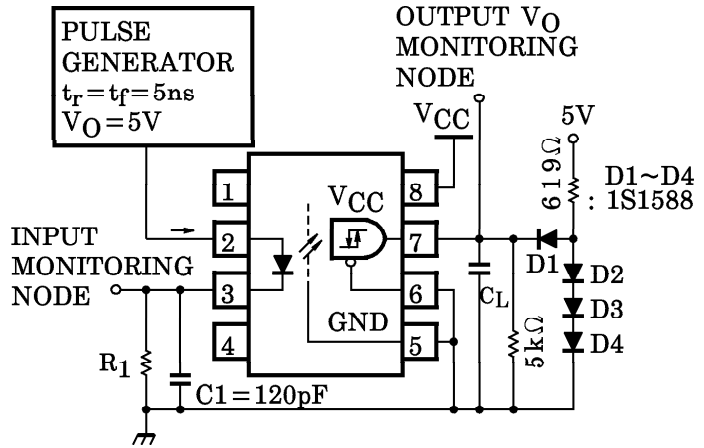 PULSE
GENERATOR
tr=tf=5ns
VO=5V
OUTPUT VO
MONITORING
NODE
VCC
5V
619Ω
D1~D4
: 1S1588
1
2
3
4
VCC
GND
8
7
6
5
INPUT
MONITORING
NODE
D1
D2
D3
D4
CL
5kΩ
R1
C1=120pF